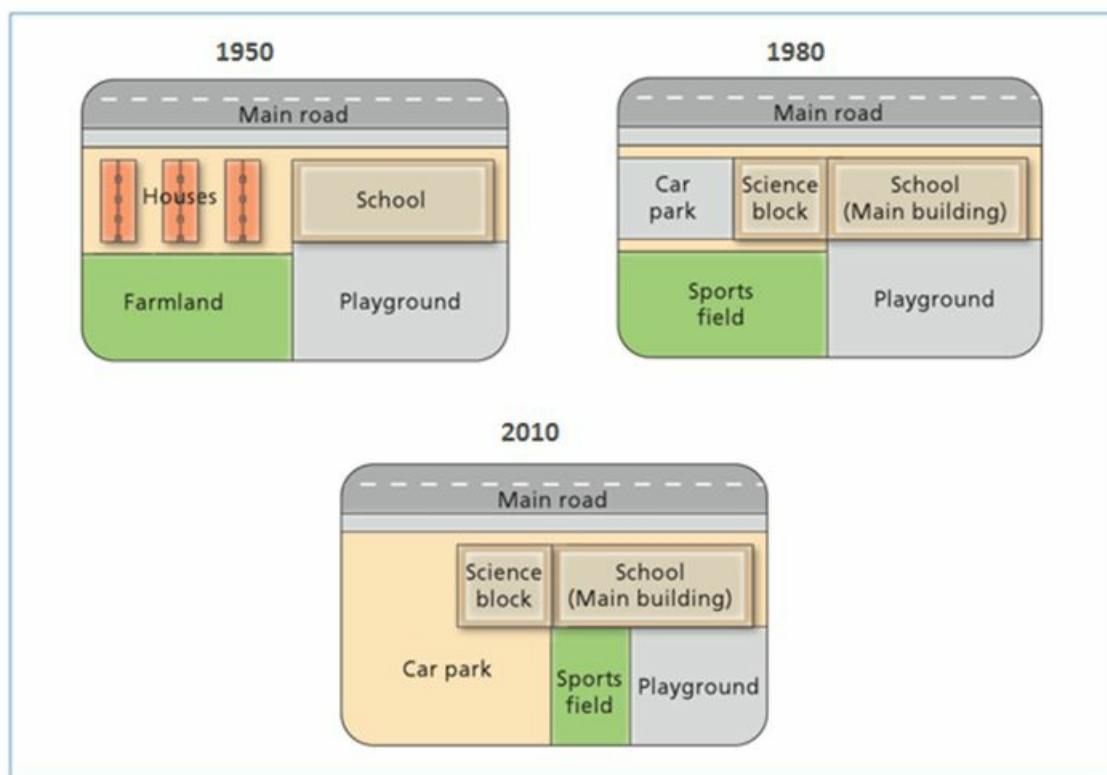 1950
Main road
Houses
School
Farmland
Playground
1980
Main road
Car
park
Science
block
School
(Main building)
Sports
field
Playground
2010
Main road
Science
block
School
(Main building)
Car park
Sports
field
Playground